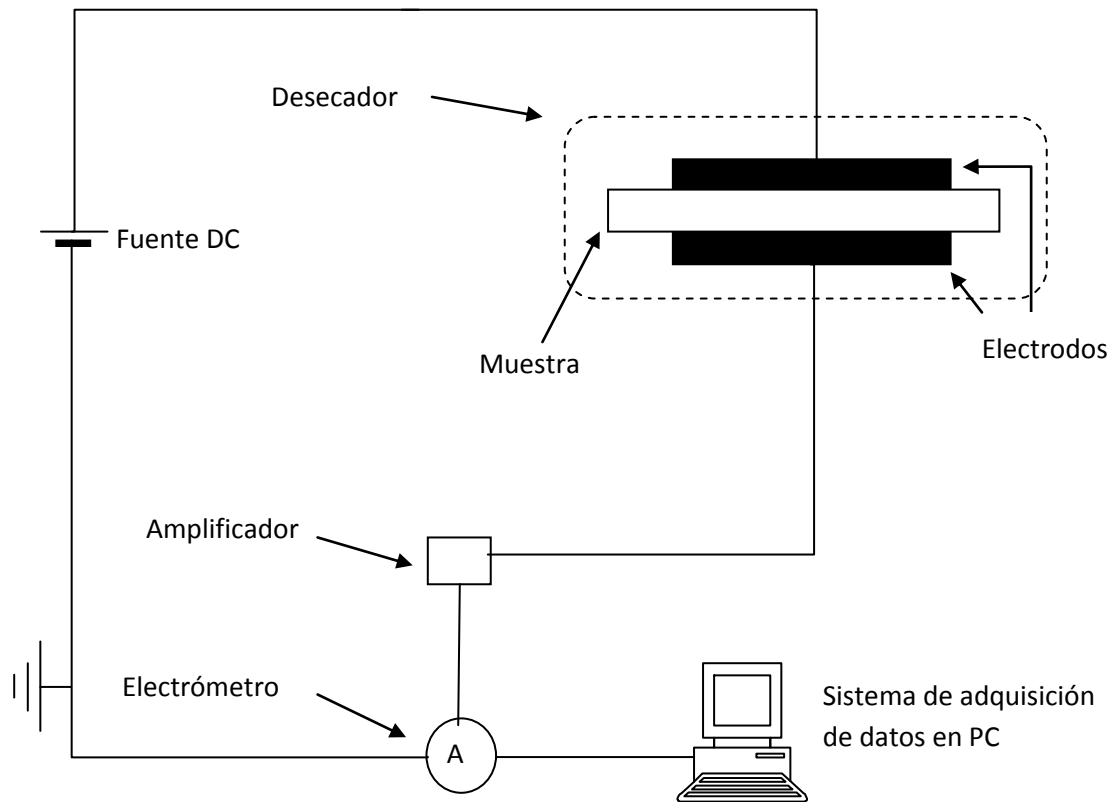 Desecador
Fuente DC
Muestra
Electrodos
Amplificador
Electrómetro
A
Sistema de adquisición
de datos en PC